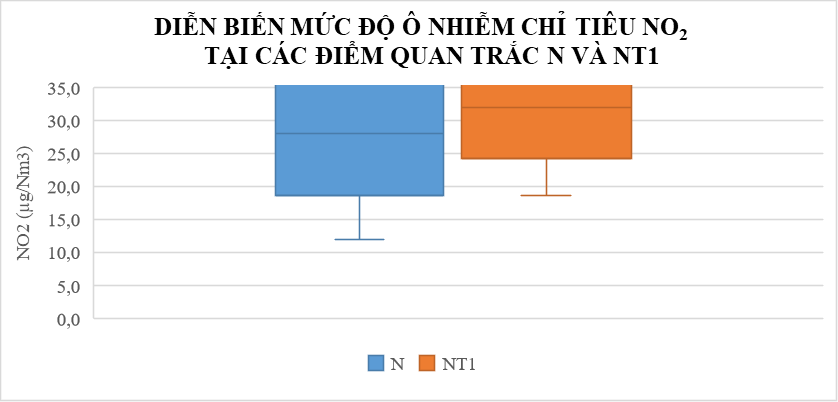 DIỄN BIẾN MỨC ĐỘ Ô NHIỄM CHỈ TIÊU NO₂
TẠI CÁC ĐIỂM QUAN TRẮC N VÀ NT1
NO2 (µg/Nm3)
35,0
30,0
25,0
20,0
15,0
10,0
5,0
0,0
N NT1